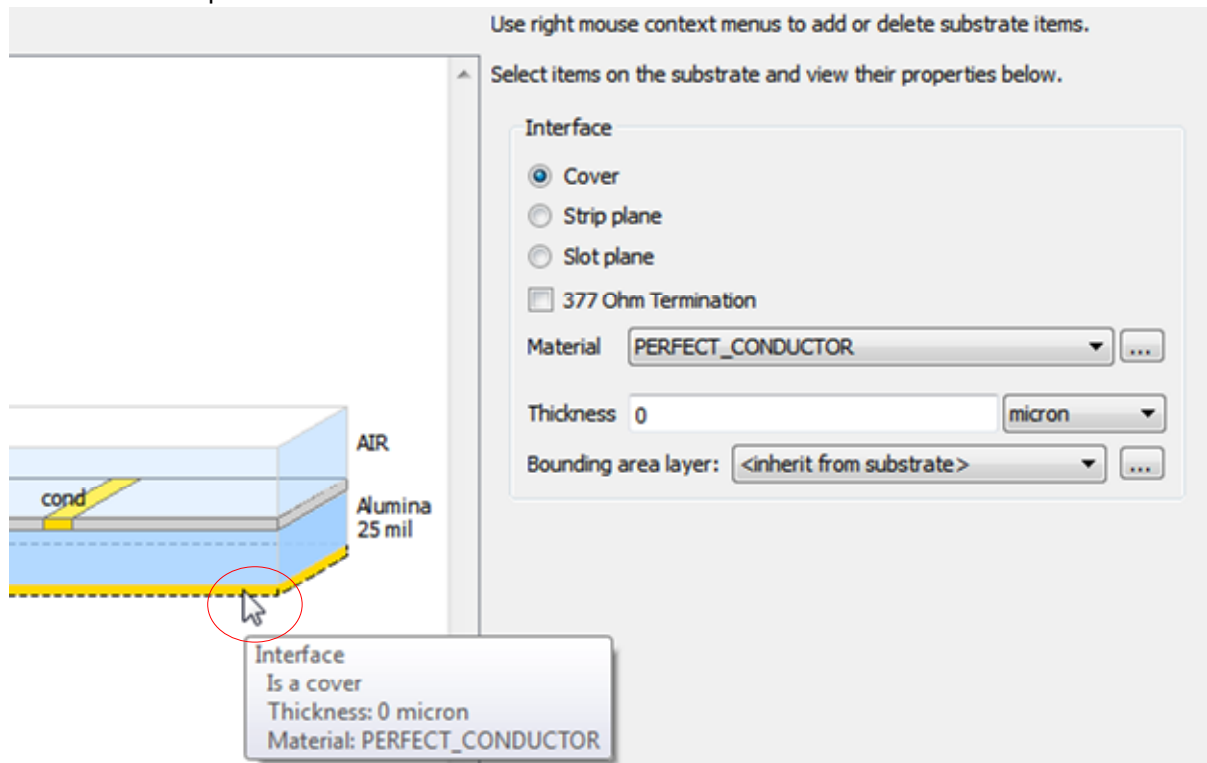 Use right mouse context menus to add or delete substrate items.
Select items on the substrate and view their properties below.
Interface
Cover
Strip plane
Slot plane
377 Ohm Termination
Material PERFECT_CONDUCTOR ...
Thickness 0 micron
Bounding area layer: <inherit from substrate> ...
AIR
cond
Alumina
25 mil
Interface
Is a cover
Thickness: 0 micron
Material: PERFECT_CONDUCTOR